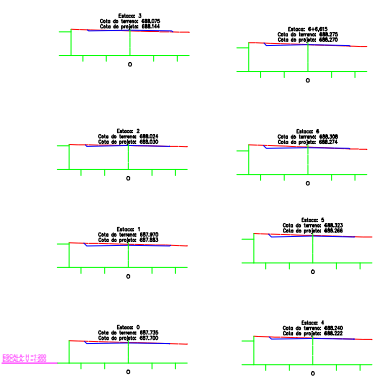 Estaca: 3
Cota do terreno: 688.075
Cota do projeto: 688.144
0
Estaca: 6+6,615
Cota do terreno: 688.275
Cota do projeto: 688.270
0
Estaca: 2
Cota do terreno: 688.024
Cota do projeto: 688.030
0
Estaca: 6
Cota do terreno: 688.308
Cota do projeto: 688.274
0
Estaca: 1
Cota do terreno: 687.970
Cota do projeto: 687.883
0
Estaca: 5
Cota do terreno: 688.323
Cota do projeto: 688.266
0
Estaca: 0
Cota do terreno: 687.735
Cota do projeto: 687.700
0
Estaca: 4
Cota do terreno: 688.240
Cota do projeto: 688.222
0